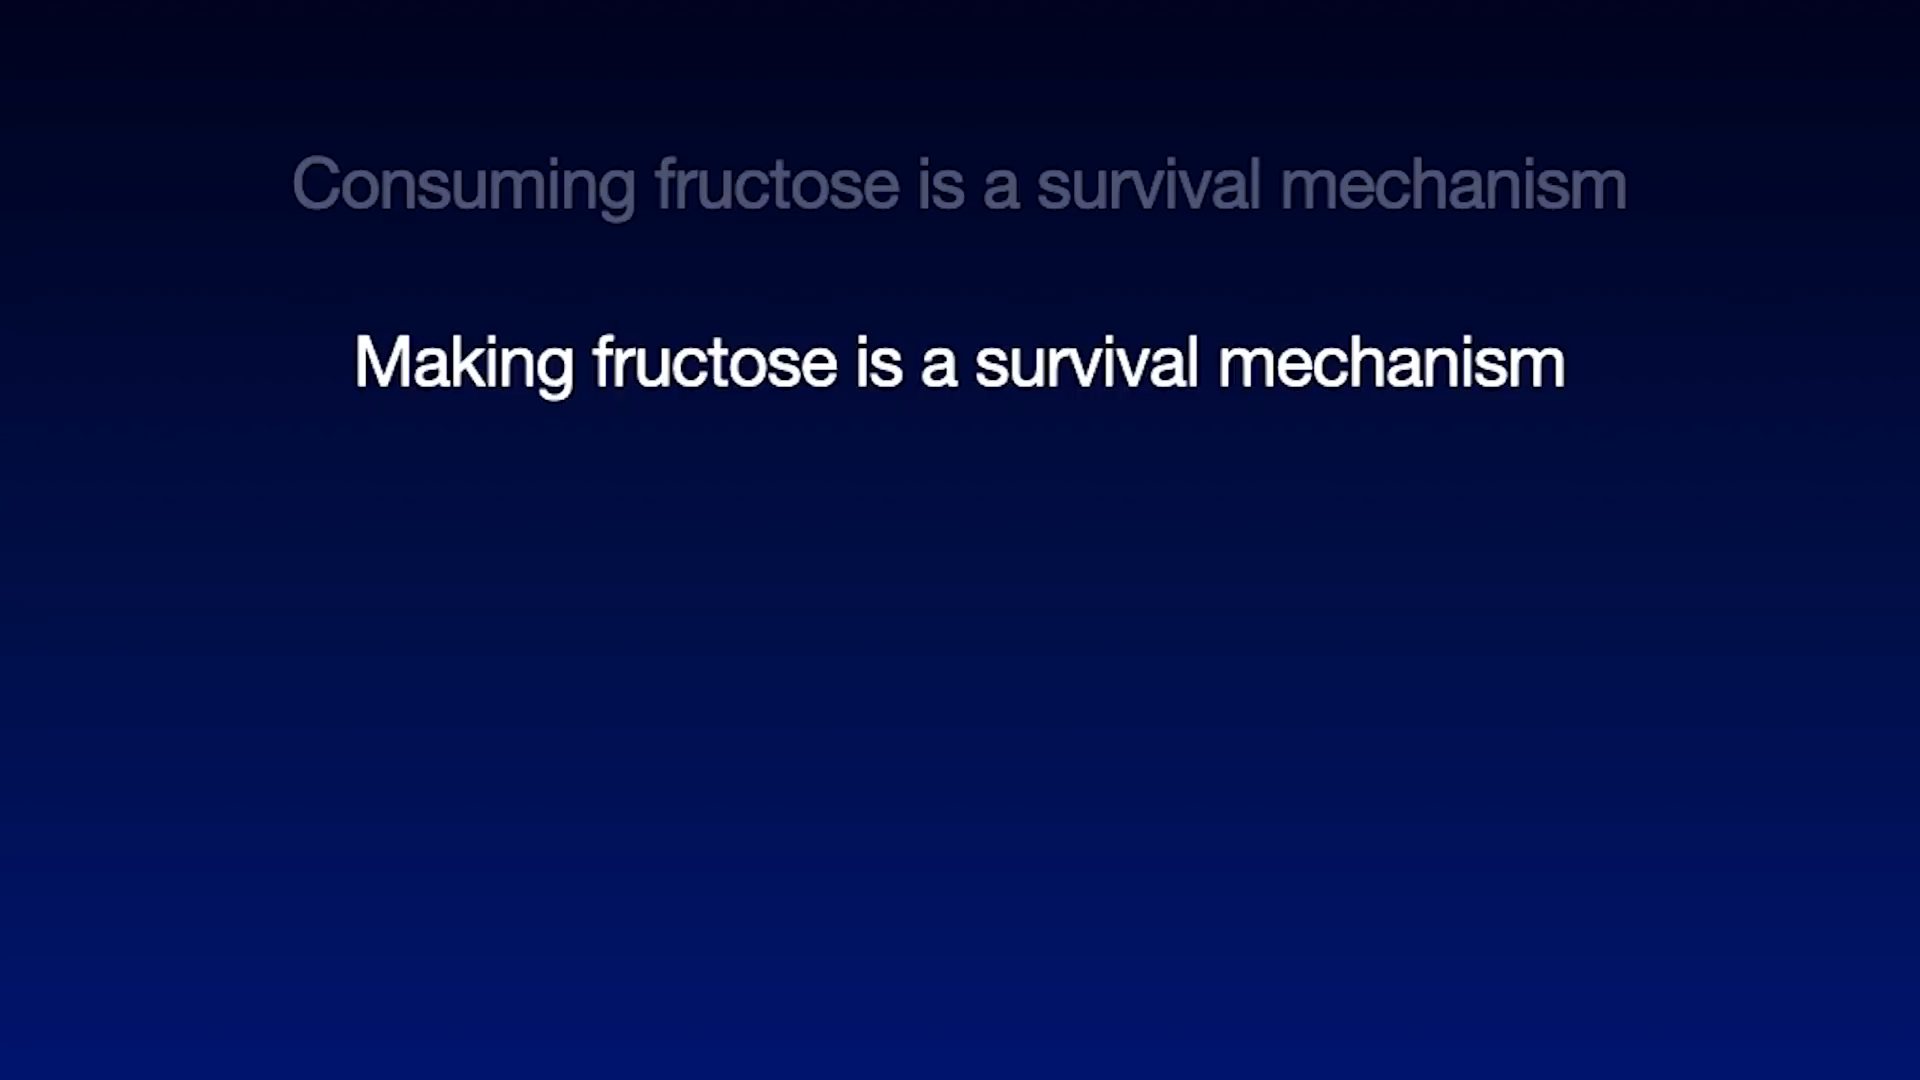 Consuming fructose is a survival mechanism
Making fructose is a survival mechanism